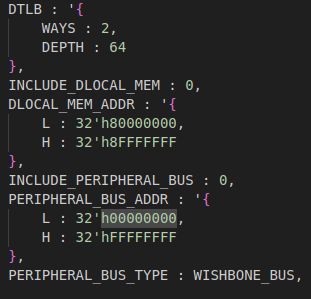 DTLB : '{
WAYS : 2,
DEPTH : 64
},
INCLUDE_DLOCAL_MEM : 0,
DLOCAL_MEM_ADDR : '{
L : 32'h80000000,
H : 32'h8FFFFFFF
},
INCLUDE_PERIPHERAL_BUS : 0,
PERIPHERAL_BUS_ADDR : '{
L : 32'h00000000,
H : 32'hFFFFFFFF
},
PERIPHERAL_BUS_TYPE : WISHBONE_BUS,